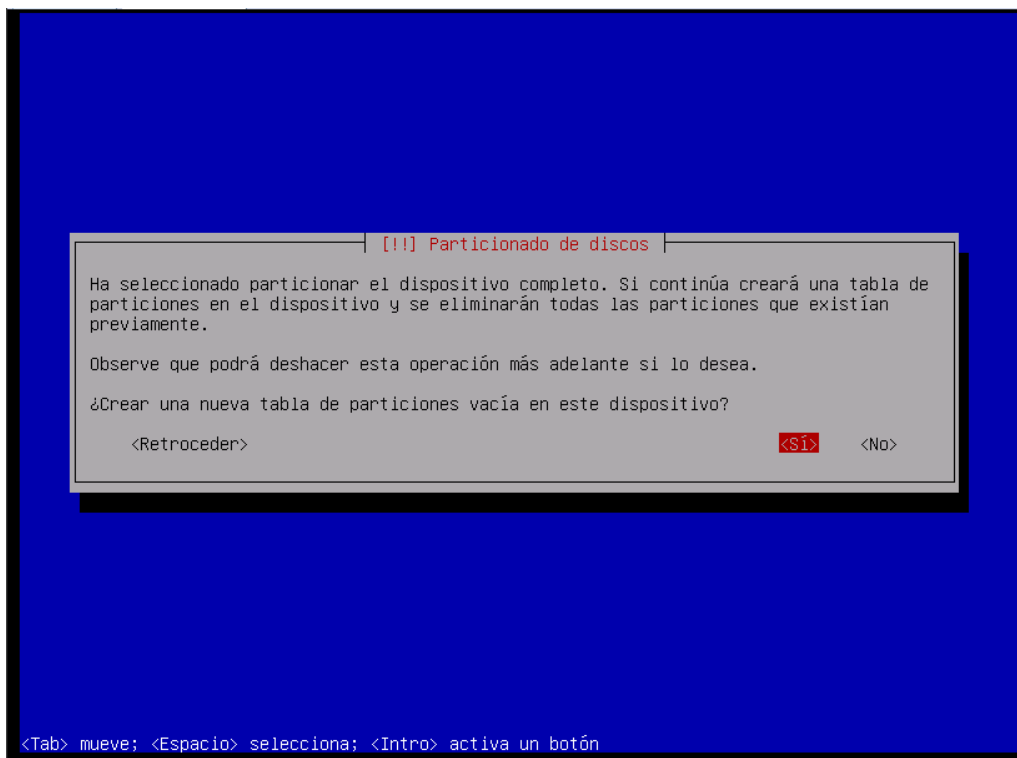 [!!] Particionado de discos
Ha seleccionado particionar el dispositivo completo. Si continúa creará una tabla de
particiones en el dispositivo y se eliminarán todas las particiones que existían
previamente.
Observe que podrá deshacer esta operación más adelante si lo desea.
¿Crear una nueva tabla de particiones vacía en este dispositivo?
<Retroceder> <Sí> <No>
<Tab> mueve; <Espacio> selecciona; <Intro> activa un botón